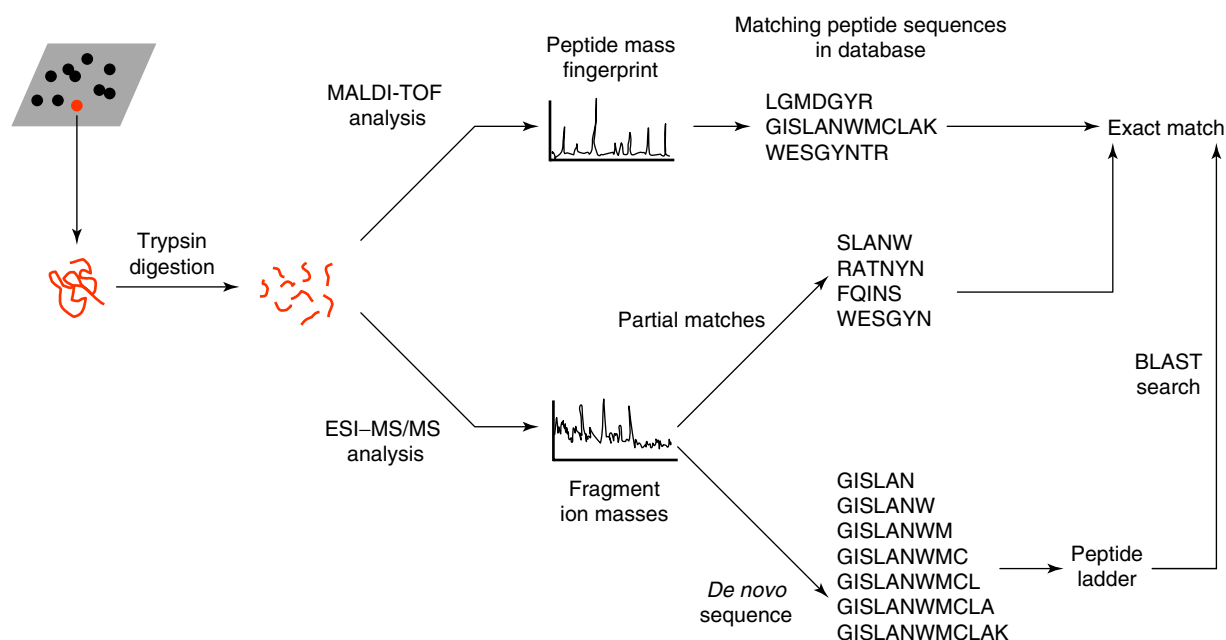 Matching peptide sequences
in database
Peptide mass
fingerprint
MALDI-TOF
analysis
LGMDGYR
GISLANWMCLAK
WESGYNTR
Exact match
Trypsin
digestion
SLANW
RATNYN
FQINS
WESGYN
Partial matches
BLAST
search
ESI–MS/MS
analysis
Fragment
ion masses
GISLAN
GISLANW
GISLANWM
GISLANWMC
GISLANWMCL
GISLANWMCLA
GISLANWMCLAK
Peptide
ladder
De novo
sequence